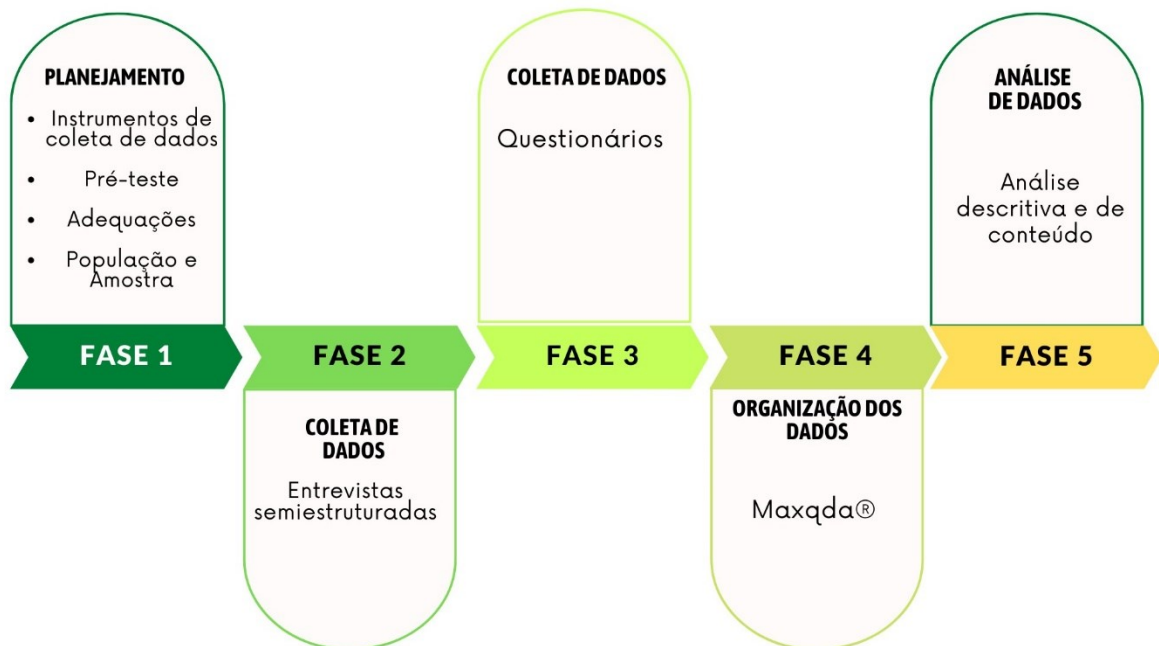 PLANEJAMENTO
• Instrumentos de
coleta de dados
• Pré-teste
• Adequações
• População e
Amostra
FASE 1
FASE 2
COLETA DE
DADOS
Entrevistas
semiestruturadas
COLETA DE DADOS
Questionários
FASE 3
FASE 4
ORGANIZAÇÃO DOS
DADOS
Maxqda®
ANÁLISE
DE DADOS
Análise
descritiva e de
conteúdo
FASE 5